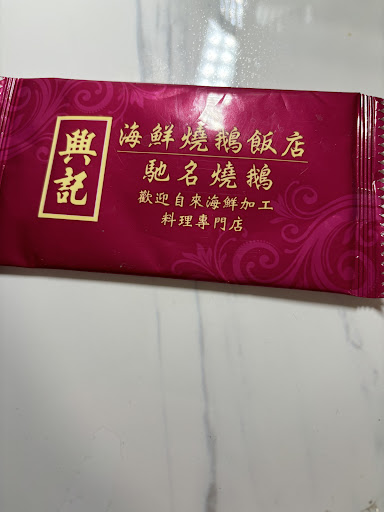 興記
海鮮燒鵝飯店
馳名燒鵝
歡迎自來海鮮加工
料理專門店